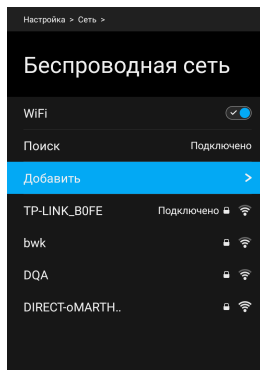 Настройка > Сеть >
Беспроводная сеть
WiFi
Поиск Подключено
Добавить >
TP-LINK_B0FE Подключено
bwk
DQA
DIRECT-oMARTH..